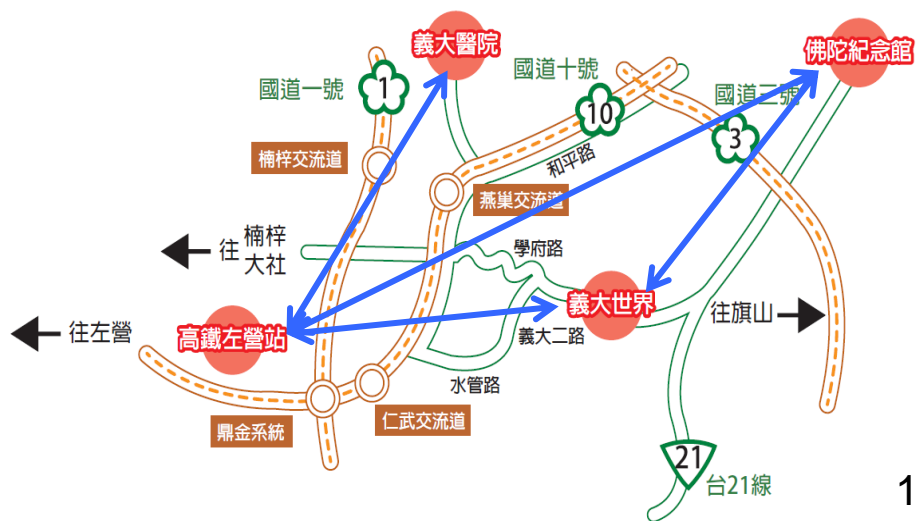 義大醫院
佛陀紀念館
國道十號
國道一號
1
國道三號
10
3
楠梓交流道
和平路
燕巢交流道
往
楠梓
大社
學府路
義大世界
往旗山
往左營
高鐵左營站
義大二路
水管路
鼎金系統
仁武交流道
21
台21線
1